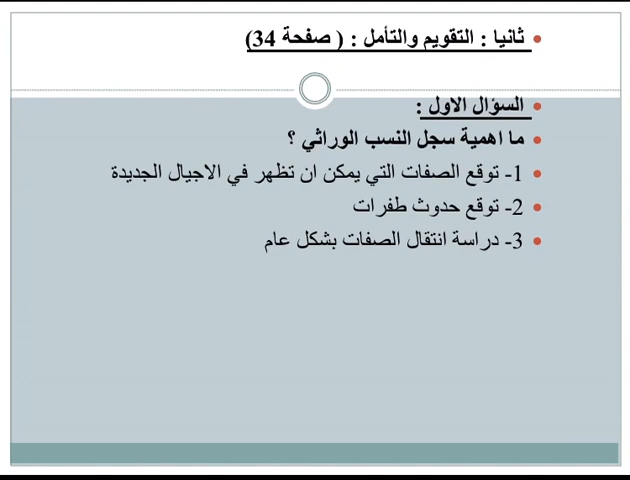 ثانيا : التقويم والتأمل : ( صفحة 34)
السؤال الاول :
ما اهمية سجل النسب الوراثي ؟
1- توقع الصفات التي يمكن ان تظهر في الاجيال الجديدة
2- توقع حدوث طفرات
3- دراسة انتقال الصفات بشكل عام